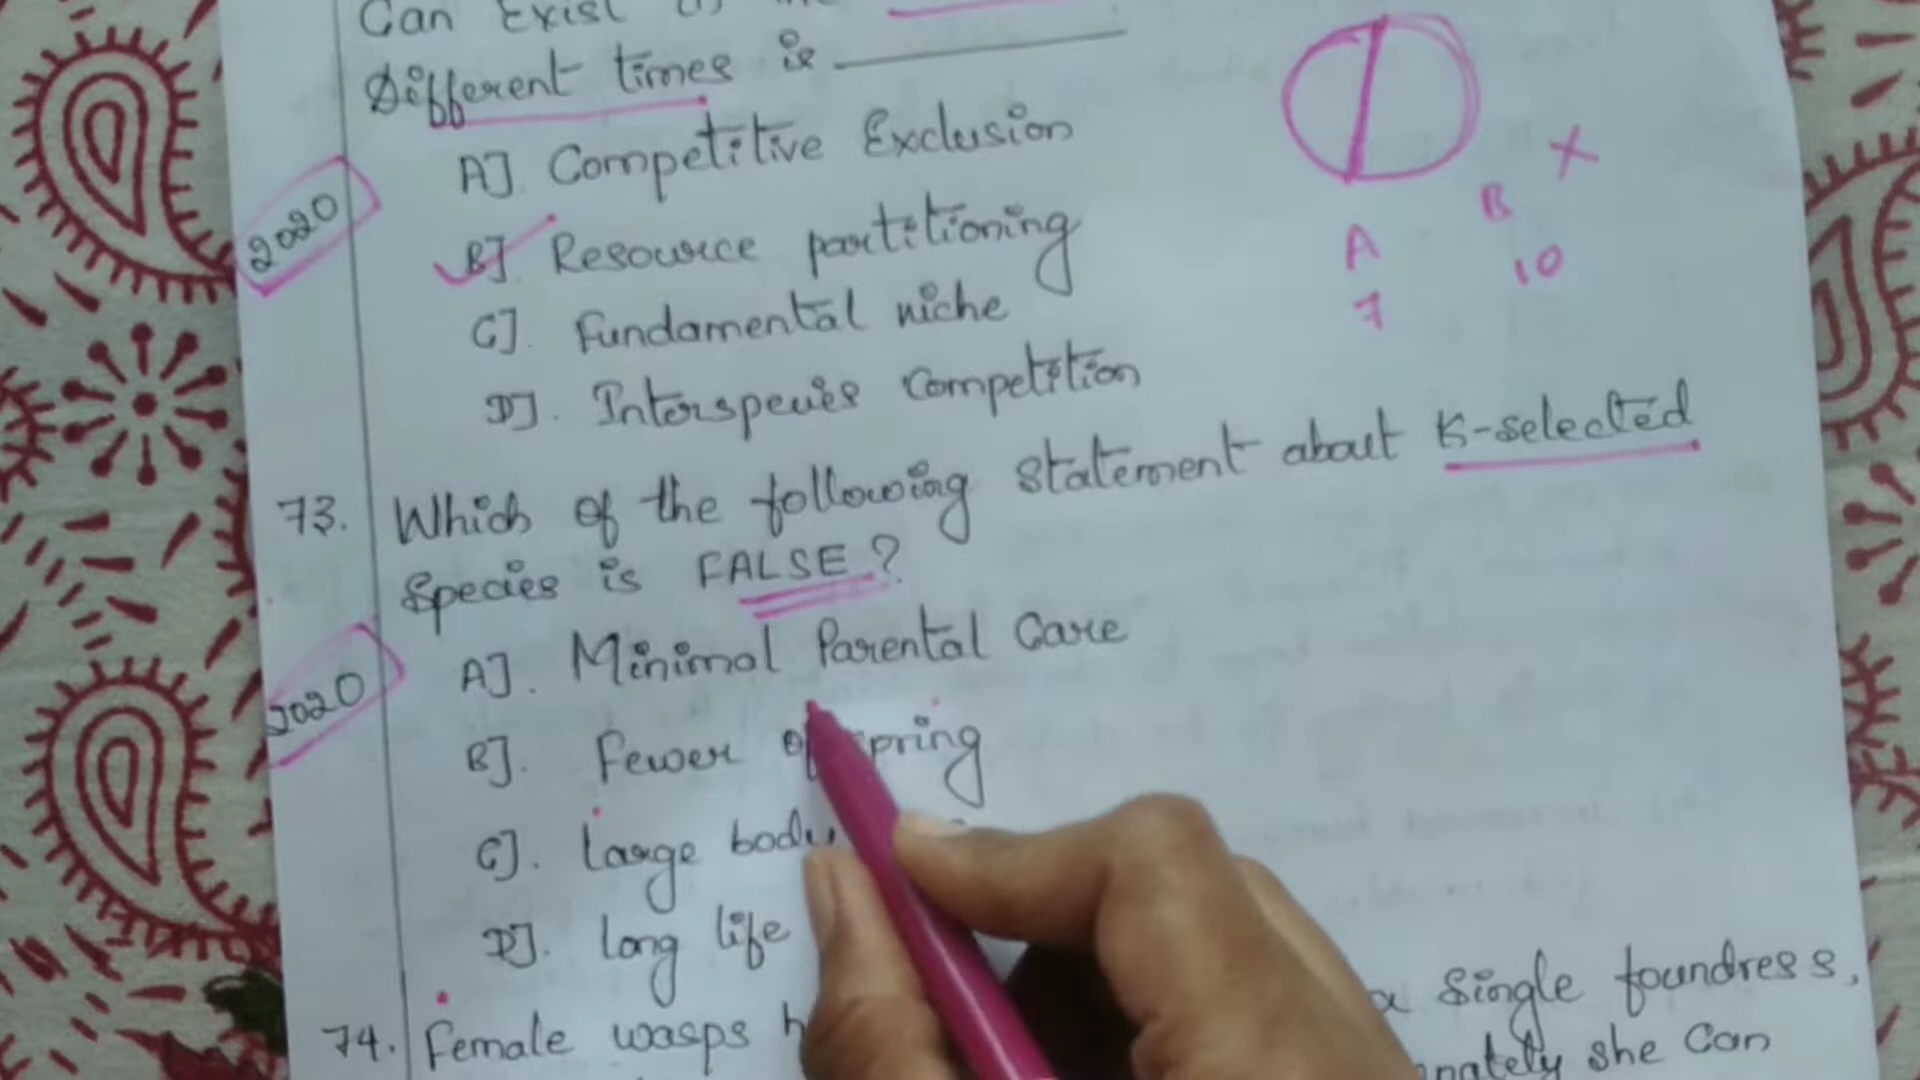 Can Exist
Different times is
A]. Competitive Exclusion
2020
B] Resource partitioning
C]. Fundamental niche
D]. Interspecies Competition
A
B
7
10
73. Which of the following statement about K-selected
Species is FALSE?
A]. Minimal Parental Care
2020
B]. Fewer
C]. Large body
D]. Long life
74. Female wasps
a Single foundress,
she Can